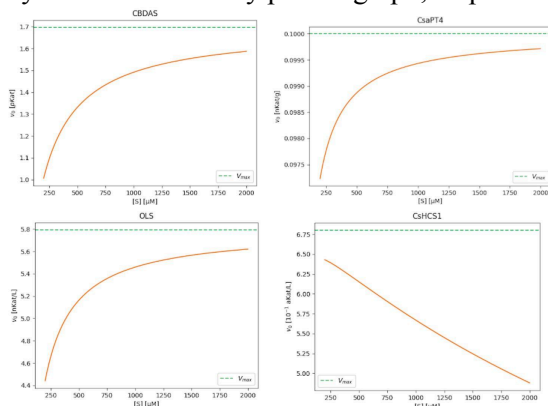 CBDAS
1.7
1.6
1.5
1.4
1.3
1.2
1.1
1.0
v₀ [pKat]
250 500 750 1000 1250 1500 1750 2000
[S] [μM]
Vmax
CsaPT4
0.1000
0.0995
0.0990
0.0985
0.0980
0.0975
v₀ [nKat/g]
250 500 750 1000 1250 1500 1750 2000
[S] [μM]
Vmax
OLS
5.8
5.6
5.4
5.2
5.0
4.8
4.6
4.4
v₀ [nKat/L]
250 500 750 1000 1250 1500 1750 2000
[S] [μM]
Vmax
CsHCS1
6.75
6.50
6.25
6.00
5.75
5.50
5.25
5.00
v₀ [10⁻¹ aKat/L]
250 500 750 1000 1250 1500 1750 2000
Vmax